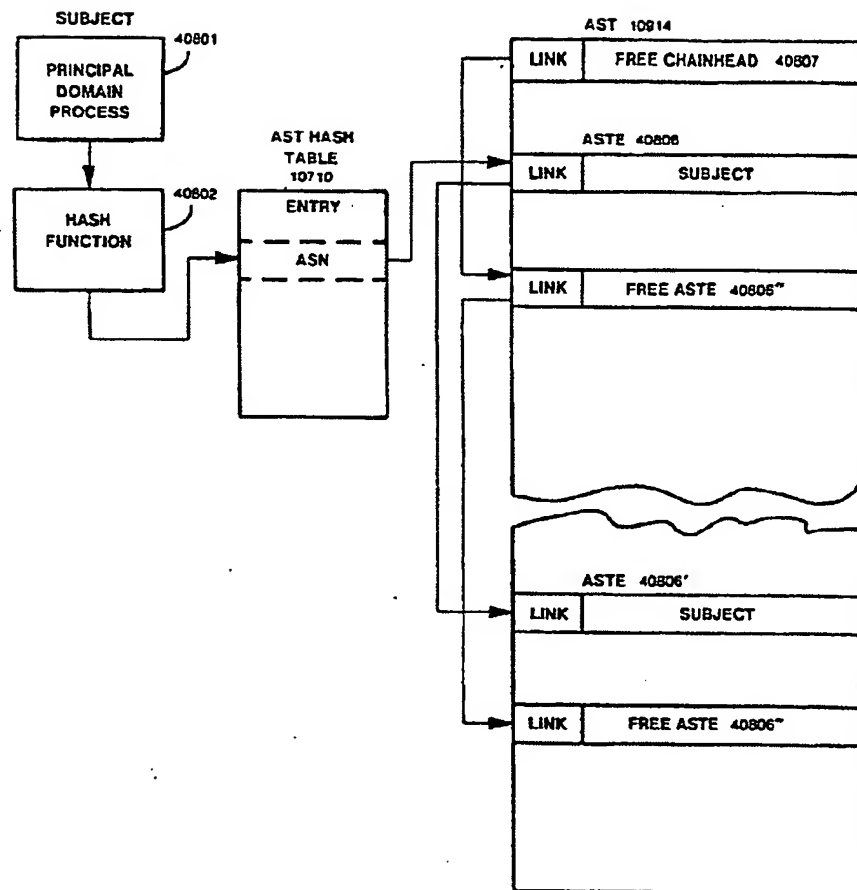 SUBJECT
40801
PRINCIPAL
DOMAIN
PROCESS
40802
HASH
FUNCTION
AST HASH
TABLE
10710
ENTRY
ASN
AST 10914
LINK FREE CHAINHEAD 40807
ASTE 40806
LINK SUBJECT
LINK FREE ASTE 40806"
ASTE 40806'
LINK SUBJECT
LINK FREE ASTE 40806"